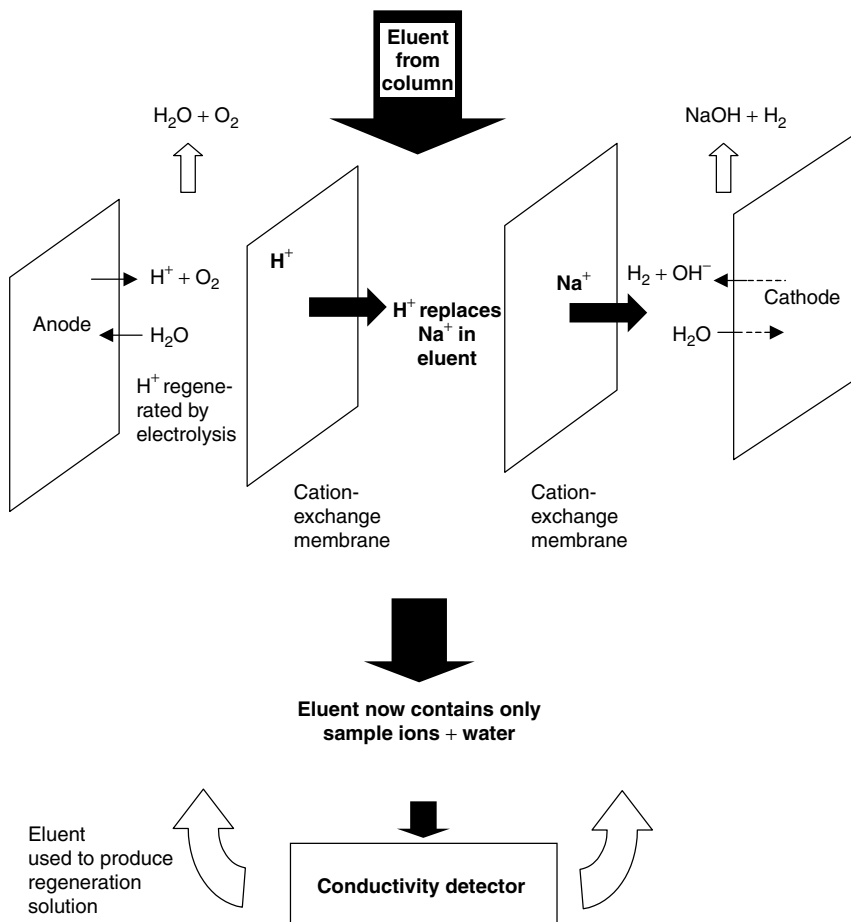 Eluent
from
column
H₂O + O₂
NaOH + H₂
H⁺
Na⁺
H⁺ + O₂
H₂ + OH⁻
Anode
H₂O
H⁺ replaces
Na⁺ in
eluent
Cathode
H₂O
H⁺ regene-
rated by
electrolysis
Cation-
exchange
membrane
Cation-
exchange
membrane
Eluent now contains only
sample ions + water
Eluent
used to produce
regeneration
solution
Conductivity detector